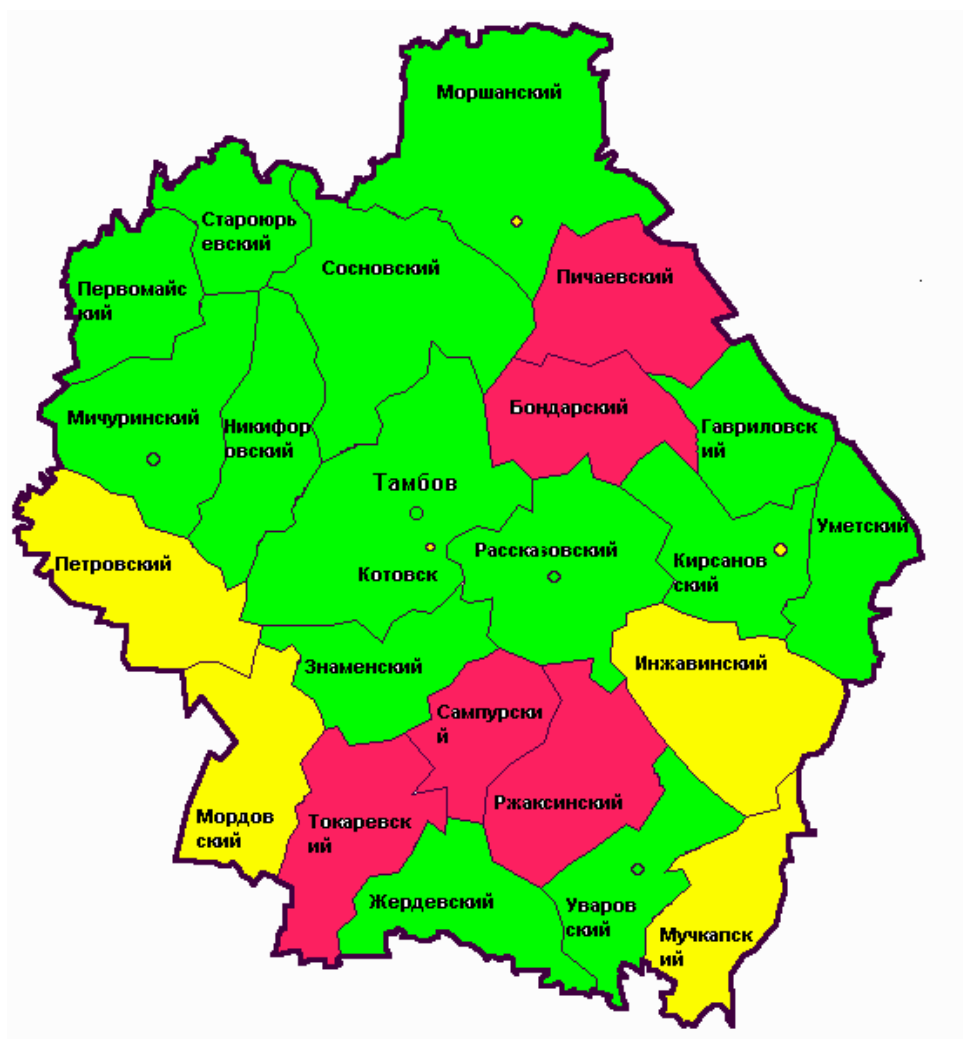 Моршанский
Староюрь
евский
Сосновский
Пичаевский
Первомайс
кий
Мичуринский
Никифор
овский
Бондарский
Гавриловск
ий
Тамбов
Уметский
Петровский
Котовск
Рассказовский
Кирсанов
ский
Знаменский
Инжавинский
Сампурски
й
Мордов
ский
Токаревск
ий
Ржаксинский
Жердевский
Уваров
ский
Мучкапск
ий